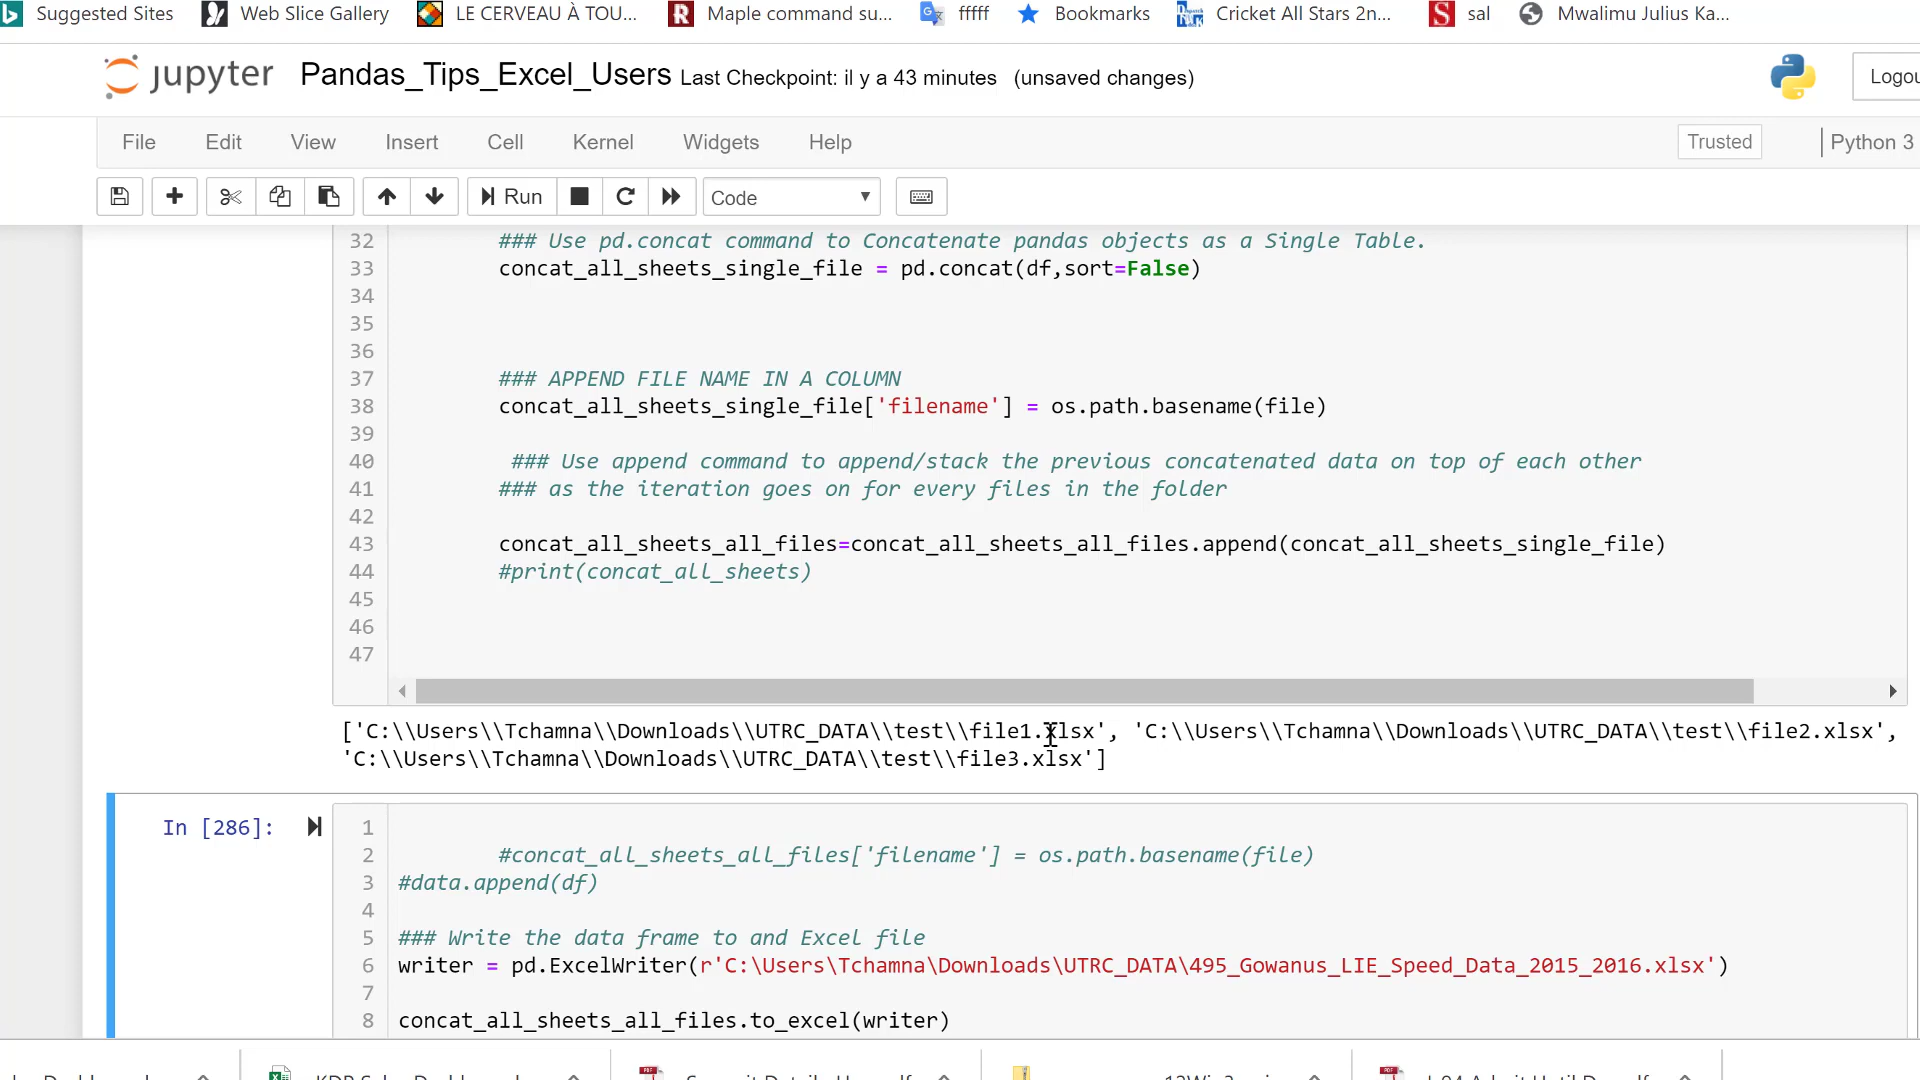 Suggested Sites Web Slice Gallery LE CERVEAU À TOU... Maple command su... fffff Bookmarks Cricket All Stars 2n... sal Mwalimu Julius Ka...
jupyter Pandas_Tips_Excel_Users Last Checkpoint: il y a 43 minutes (unsaved changes) Logou
File Edit View Insert Cell Kernel Widgets Help Trusted Python 3
Run Code
32 ### Use pd.concat command to Concatenate pandas objects as a Single Table.
33 concat_all_sheets_single_file = pd.concat(df,sort=False)
34
35
36
37 ### APPEND FILE NAME IN A COLUMN
38 concat_all_sheets_single_file['filename'] = os.path.basename(file)
39
40 ### Use append command to append/stack the previous concatenated data on top of each other
41 ### as the iteration goes on for every files in the folder
42
43 concat_all_sheets_all_files=concat_all_sheets_all_files.append(concat_all_sheets_single_file)
44 #print(concat_all_sheets)
45
46
47
['C:\\Users\\Tchamna\\Downloads\\UTRC_DATA\\test\\file1.xlsx', 'C:\\Users\\Tchamna\\Downloads\\UTRC_DATA\\test\\file2.xlsx',
'C:\\Users\\Tchamna\\Downloads\\UTRC_DATA\\test\\file3.xlsx']
In [286]: 1
2 #concat_all_sheets_all_files['filename'] = os.path.basename(file)
3 #data.append(df)
4
5 ### Write the data frame to and Excel file
6 writer = pd.ExcelWriter(r'C:\Users\Tchamna\Downloads\UTRC_DATA\495_Gowanus_LIE_Speed_Data_2015_2016.xlsx')
7
8 concat_all_sheets_all_files.to_excel(writer)